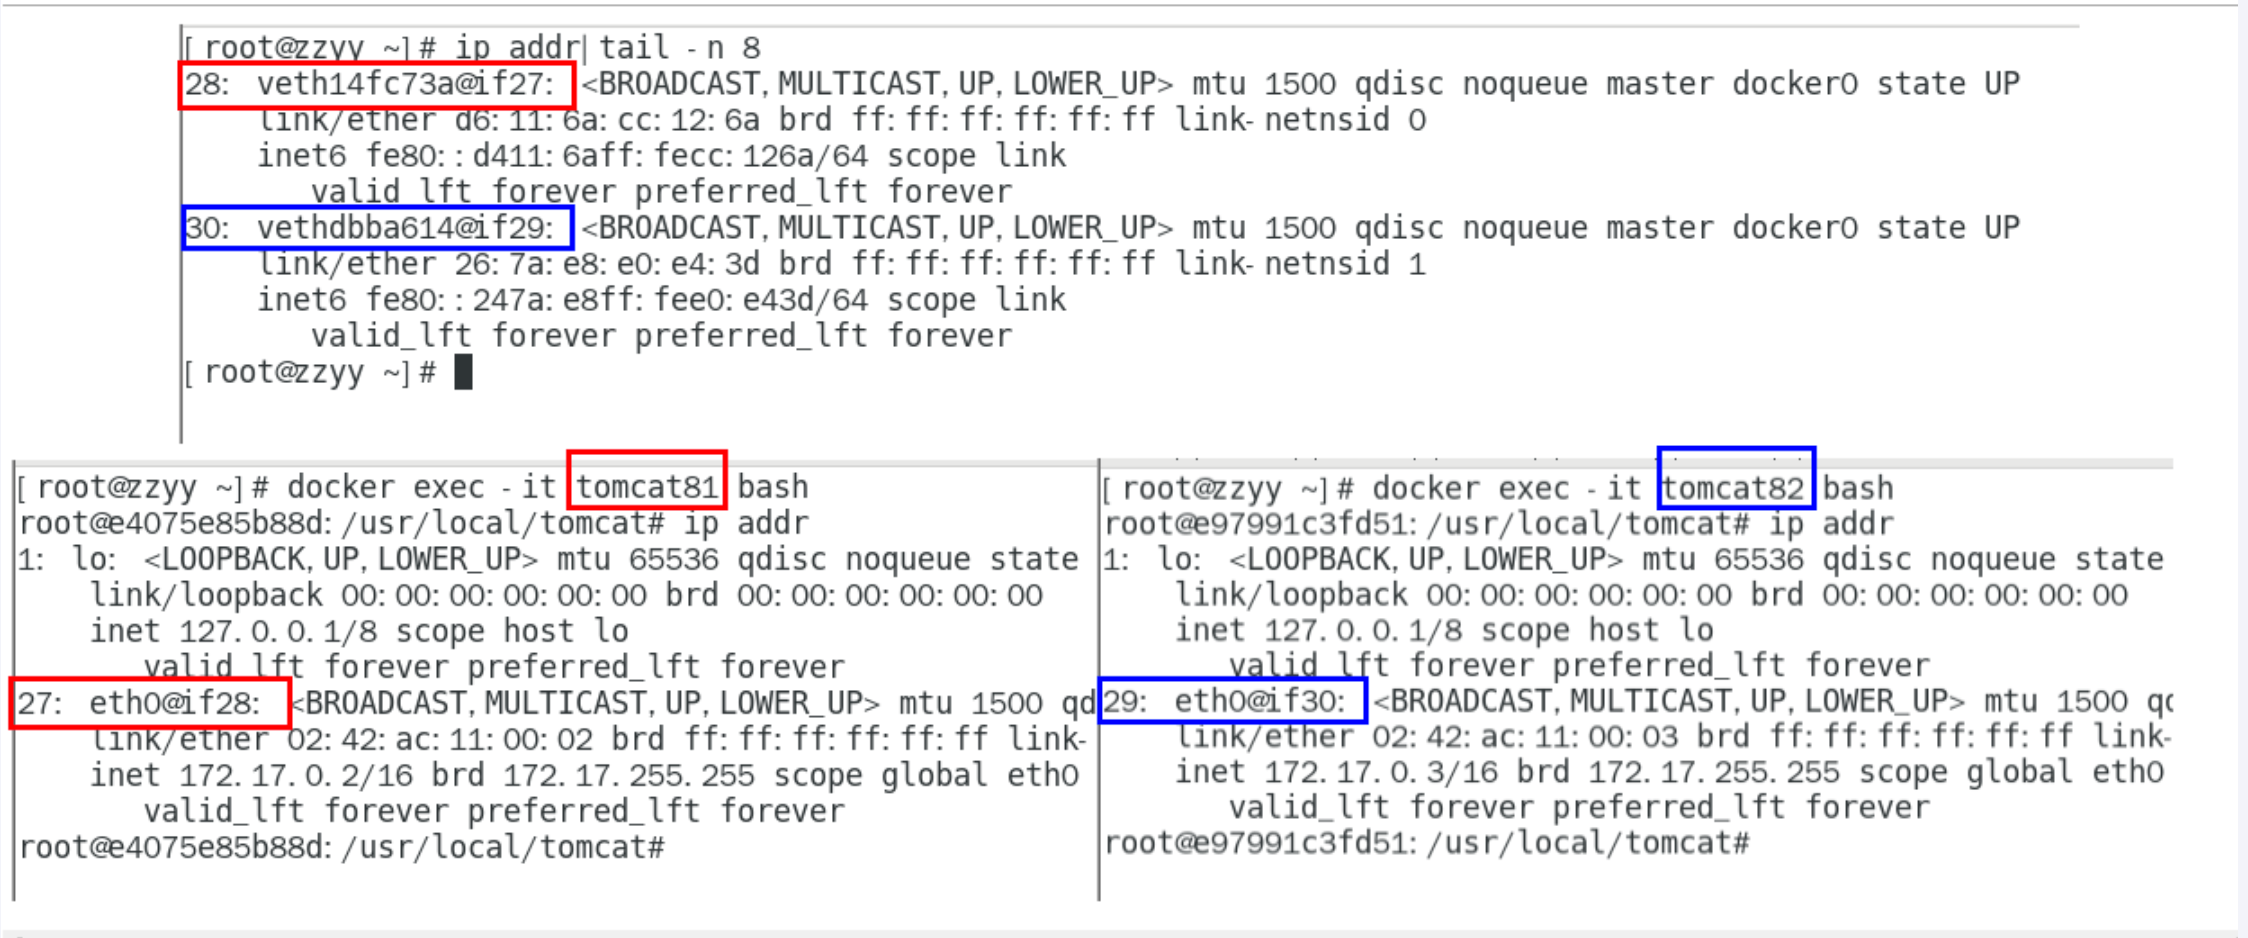 [root@zzyy ~]# ip addr| tail -n 8
28: veth14fc73a@if27: <BROADCAST,MULTICAST,UP,LOWER_UP> mtu 1500 qdisc noqueue master docker0 state UP
link/ether d6:11:6a:cc:12:6a brd ff:ff:ff:ff:ff:ff link-netnsid 0
inet6 fe80::d411:6aff:fecc:126a/64 scope link
valid_lft forever preferred_lft forever
30: vethdbba614@if29: <BROADCAST,MULTICAST,UP,LOWER_UP> mtu 1500 qdisc noqueue master docker0 state UP
link/ether 26:7a:e8:e0:e4:3d brd ff:ff:ff:ff:ff:ff link-netnsid 1
inet6 fe80::247a:e8ff:fee0:e43d/64 scope link
valid_lft forever preferred_lft forever
[root@zzyy ~]#
[root@zzyy ~]# docker exec -it tomcat81 bash
root@e4075e85b88d:/usr/local/tomcat# ip addr
1: lo: <LOOPBACK,UP,LOWER_UP> mtu 65536 qdisc noqueue state
link/loopback 00:00:00:00:00:00 brd 00:00:00:00:00:00
inet 127.0.0.1/8 scope host lo
valid_lft forever preferred_lft forever
27: eth0@if28: <BROADCAST,MULTICAST,UP,LOWER_UP> mtu 1500 qd
link/ether 02:42:ac:11:00:02 brd ff:ff:ff:ff:ff:ff link-
inet 172.17.0.2/16 brd 172.17.255.255 scope global eth0
valid_lft forever preferred_lft forever
root@e4075e85b88d:/usr/local/tomcat#
[root@zzyy ~]# docker exec -it tomcat82 bash
root@e97991c3fd51:/usr/local/tomcat# ip addr
1: lo: <LOOPBACK,UP,LOWER_UP> mtu 65536 qdisc noqueue state
link/loopback 00:00:00:00:00:00 brd 00:00:00:00:00:00
inet 127.0.0.1/8 scope host lo
valid_lft forever preferred_lft forever
29: eth0@if30: <BROADCAST,MULTICAST,UP,LOWER_UP> mtu 1500 qd
link/ether 02:42:ac:11:00:03 brd ff:ff:ff:ff:ff:ff link-
inet 172.17.0.3/16 brd 172.17.255.255 scope global eth0
valid_lft forever preferred_lft forever
root@e97991c3fd51:/usr/local/tomcat#